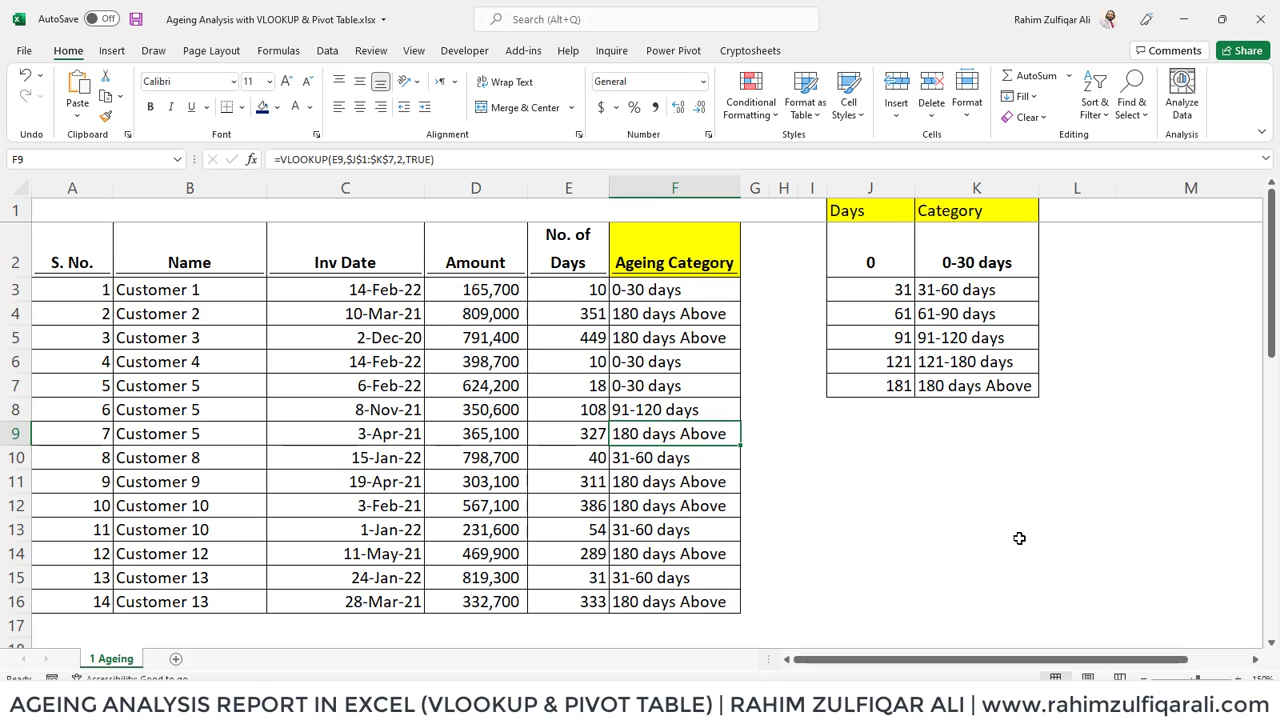 AutoSave Off Ageing Analysis with VLOOKUP & Pivot Table.xlsx Search (Alt+Q) Rahim Zulfiqar Ali
File Home Insert Draw Page Layout Formulas Data Review View Developer Add-ins Help Inquire Power Pivot Cryptosheets Comments Share
Paste Calibri 11 B I U A A A Wrap Text Merge & Center General $ % , Conditional Formatting Format as Table Cell Styles Insert Delete Format AutoSum Fill Clear Sort & Filter Find & Select Analyze Data
Undo Clipboard Font Alignment Number Styles Cells Editing Analysis
F9 fx =VLOOKUP(E9,$J$1:$K$7,2,TRUE)
A B C D E F G H I J K L M
1 Days Category
2 S. No. Name Inv Date Amount No. of Days Ageing Category 0 0-30 days
3 1 Customer 1 14-Feb-22 165,700 10 0-30 days 31 31-60 days
4 2 Customer 2 10-Mar-21 809,000 351 180 days Above 61 61-90 days
5 3 Customer 3 2-Dec-20 791,400 449 180 days Above 91 91-120 days
6 4 Customer 4 14-Feb-22 398,700 10 0-30 days 121 121-180 days
7 5 Customer 5 6-Feb-22 624,200 18 0-30 days 181 180 days Above
8 6 Customer 5 8-Nov-21 350,600 108 91-120 days
9 7 Customer 5 3-Apr-21 365,100 327 180 days Above
10 8 Customer 8 15-Jan-22 798,700 40 31-60 days
11 9 Customer 9 19-Apr-21 303,100 311 180 days Above
12 10 Customer 10 3-Feb-21 567,100 386 180 days Above
13 11 Customer 10 1-Jan-22 231,600 54 31-60 days
14 12 Customer 12 11-May-21 469,900 289 180 days Above
15 13 Customer 13 24-Jan-22 819,300 31 31-60 days
16 14 Customer 13 28-Mar-21 332,700 333 180 days Above
17
18
1 Ageing
Ready Accessibility: Good to go 150%
AGEING ANALYSIS REPORT IN EXCEL (VLOOKUP & PIVOT TABLE) | RAHIM ZULFIQAR ALI | www.rahimzulfiqarali.com